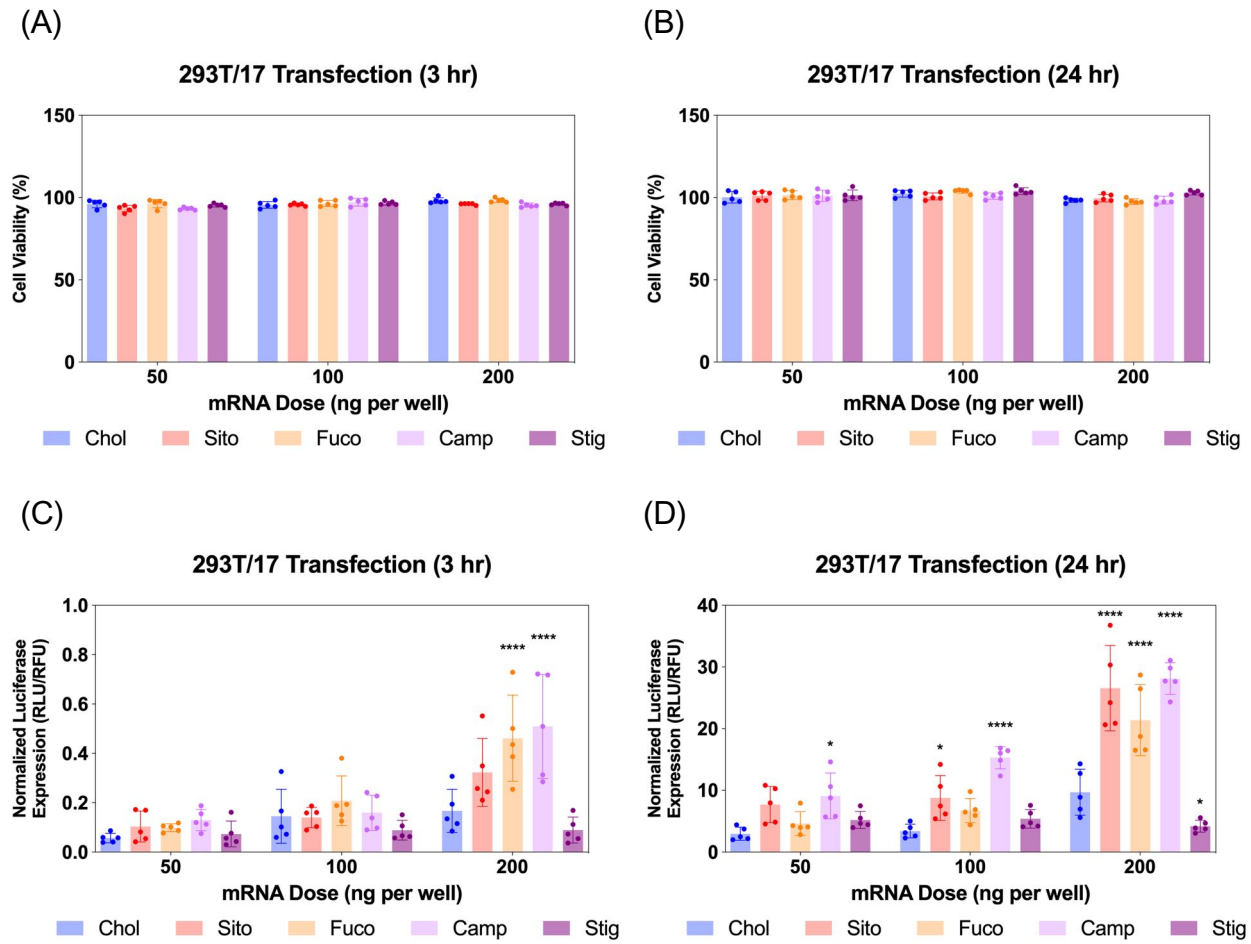 (A)
293T/17 Transfection (3 hr)
150
100
50
0
Cell Viability (%)
50 100 200
mRNA Dose (ng per well)
Chol Sito Fuco Camp Stig
(B)
293T/17 Transfection (24 hr)
150
100
50
0
Cell Viability (%)
50 100 200
mRNA Dose (ng per well)
Chol Sito Fuco Camp Stig
(C)
293T/17 Transfection (3 hr)
1.0
0.8
0.6
0.4
0.2
0.0
Normalized Luciferase
Expression (RLU/RFU)
**** ****
50 100 200
mRNA Dose (ng per well)
Chol Sito Fuco Camp Stig
(D)
293T/17 Transfection (24 hr)
40
30
20
10
0
Normalized Luciferase
Expression (RLU/RFU)
* * **** **** **** **** *
50 100 200
mRNA Dose (ng per well)
Chol Sito Fuco Camp Stig